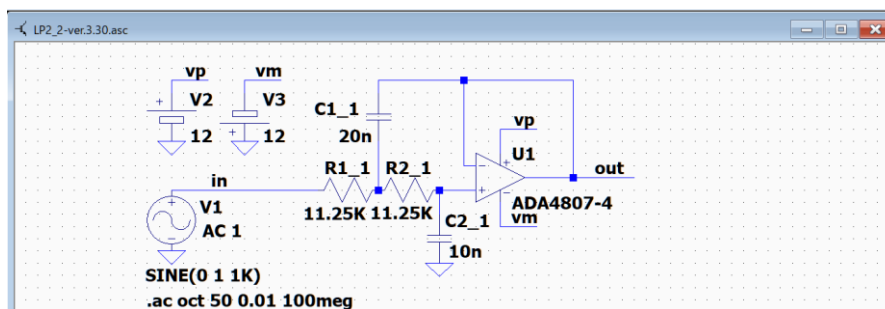 LP2_2-ver.3.30.asc
vp
vm
V2
V3
12
12
C1_1
20n
vp
U1
out
in
R1_1
R2_1
V1
AC 1
11.25K
11.25K
C2_1
10n
ADA4807-4
vm
SINE(0 1 1K)
.ac oct 50 0.01 100meg